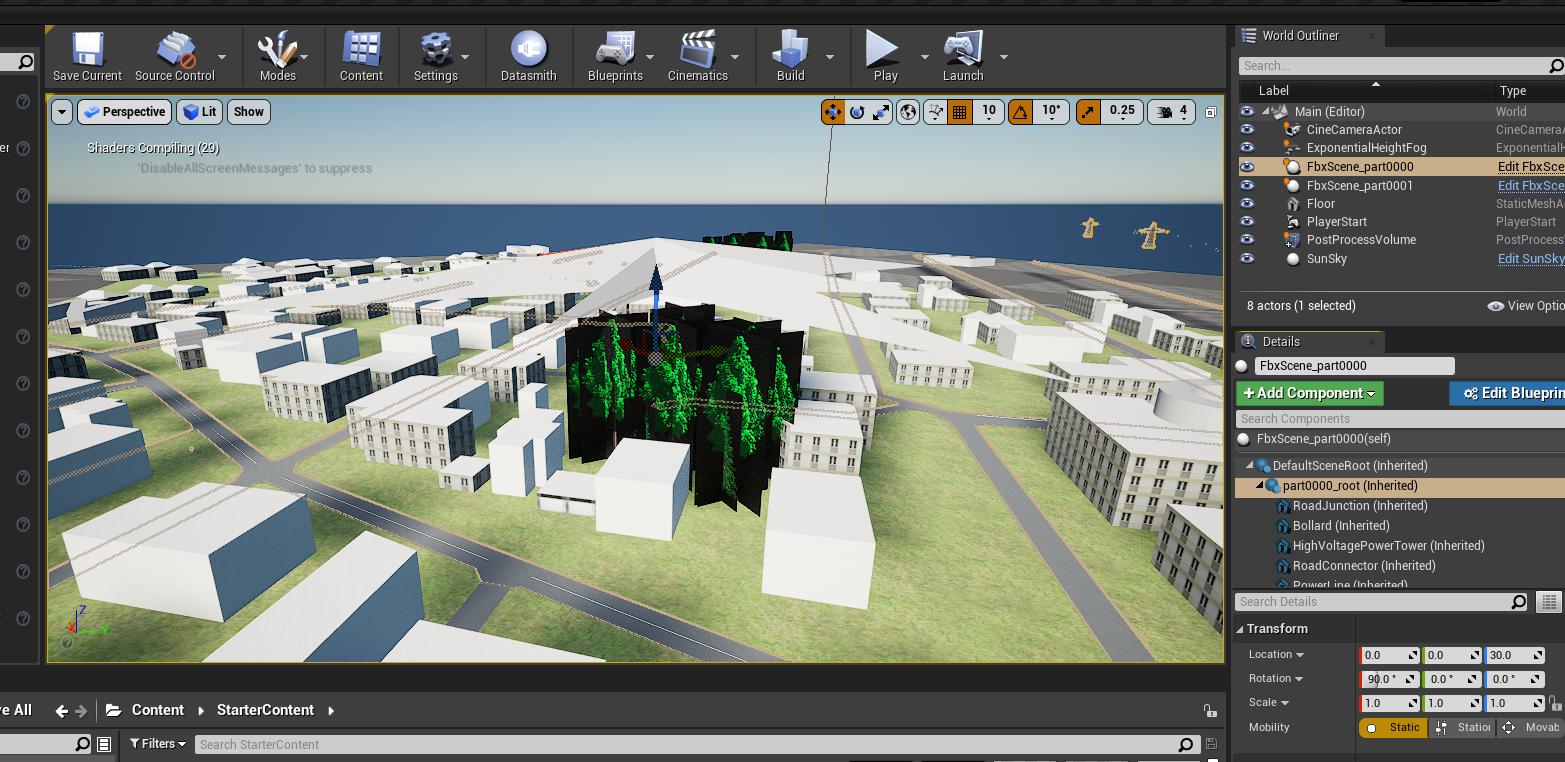 Save Current Source Control Modes Content Settings Datasmith Blueprints Cinematics Build Play Launch
World Outliner
Search...
Label Type
Perspective Lit Show 10 10° 0.25 4
Main (Editor) World
CineCameraActor CineCameraA
er
Shaders Compiling (29)
ExponentialHeightFog ExponentialH
'DisableAllScreenMessages' to suppress
FbxScene_part0000 Edit FbxSce
FbxScene_part0001 Edit FbxSce
Floor StaticMeshA
PlayerStart PlayerStart
PostProcessVolume PostProcess
SunSky Edit SunSky
8 actors (1 selected) View Optio
Details
FbxScene_part0000
+Add Component Edit Blueprin
Search Components
FbxScene_part0000(self)
DefaultSceneRoot (Inherited)
part0000_root (Inherited)
RoadJunction (Inherited)
Bollard (Inherited)
HighVoltagePowerTower (Inherited)
RoadConnector (Inherited)
PowerLine (Inherited)
Search Details
Z
X Y
Transform
Location 0.0 0.0 30.0
Rotation 90.0 ° 0.0 ° 0.0 °
Scale 1.0 1.0 1.0
Mobility Static Station Movab
ve All Content StarterContent
Filters Search StarterContent